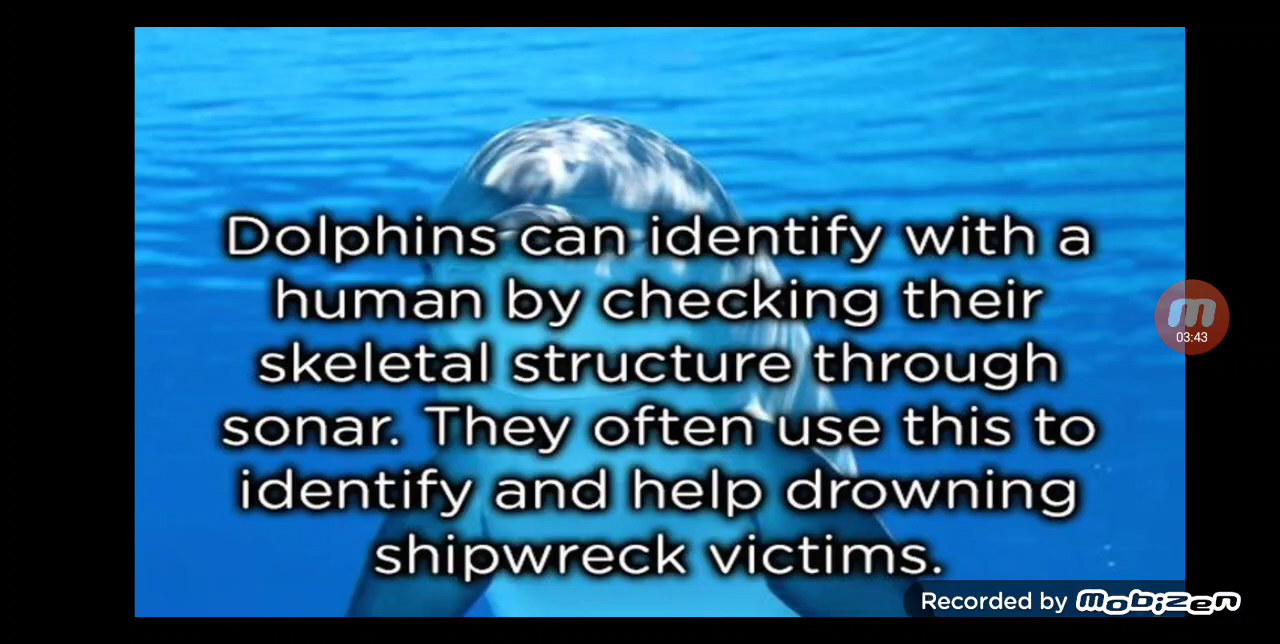 Dolphins can identify with a
human by checking their
skeletal structure through
sonar. They often use this to
identify and help drowning
shipwreck victims.
m
03:43
Recorded by mobizen